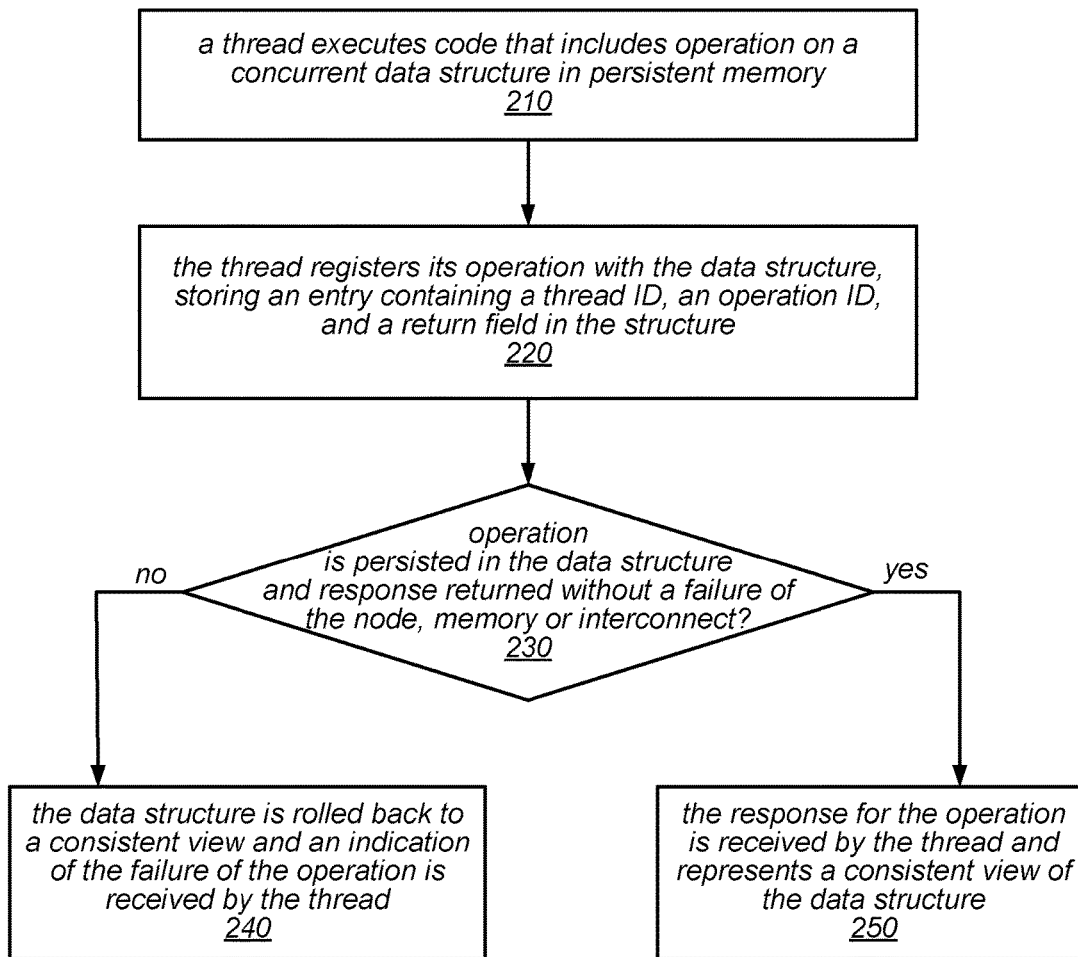 a thread executes code that includes operation on a
concurrent data structure in persistent memory
210
the thread registers its operation with the data structure,
storing an entry containing a thread ID, an operation ID,
and a return field in the structure
220
operation
is persisted in the data structure
and response returned without a failure of
the node, memory or interconnect?
230
no
yes
the data structure is rolled back to
a consistent view and an indication
of the failure of the operation is
received by the thread
240
the response for the operation
is received by the thread and
represents a consistent view of
the data structure
250